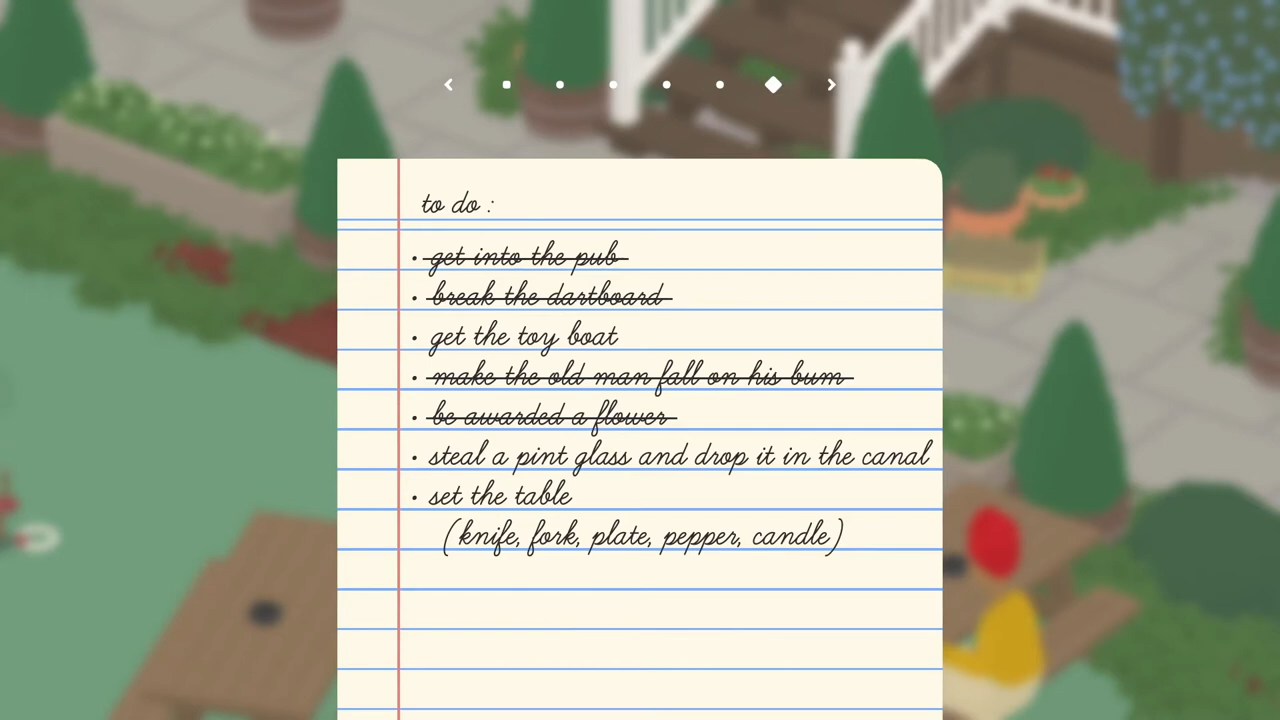 to do :
• get into the pub
• break the dartboard
• get the toy boat
• make the old man fall on his bum
• be awarded a flower
• steal a pint glass and drop it in the canal
• set the table
(knife, fork, plate, pepper, candle)